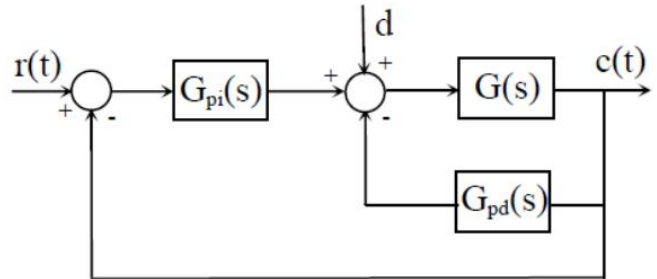 d
r(t)
+
-
G_pi(s)
+
+
-
G(s)
c(t)
G_pd(s)